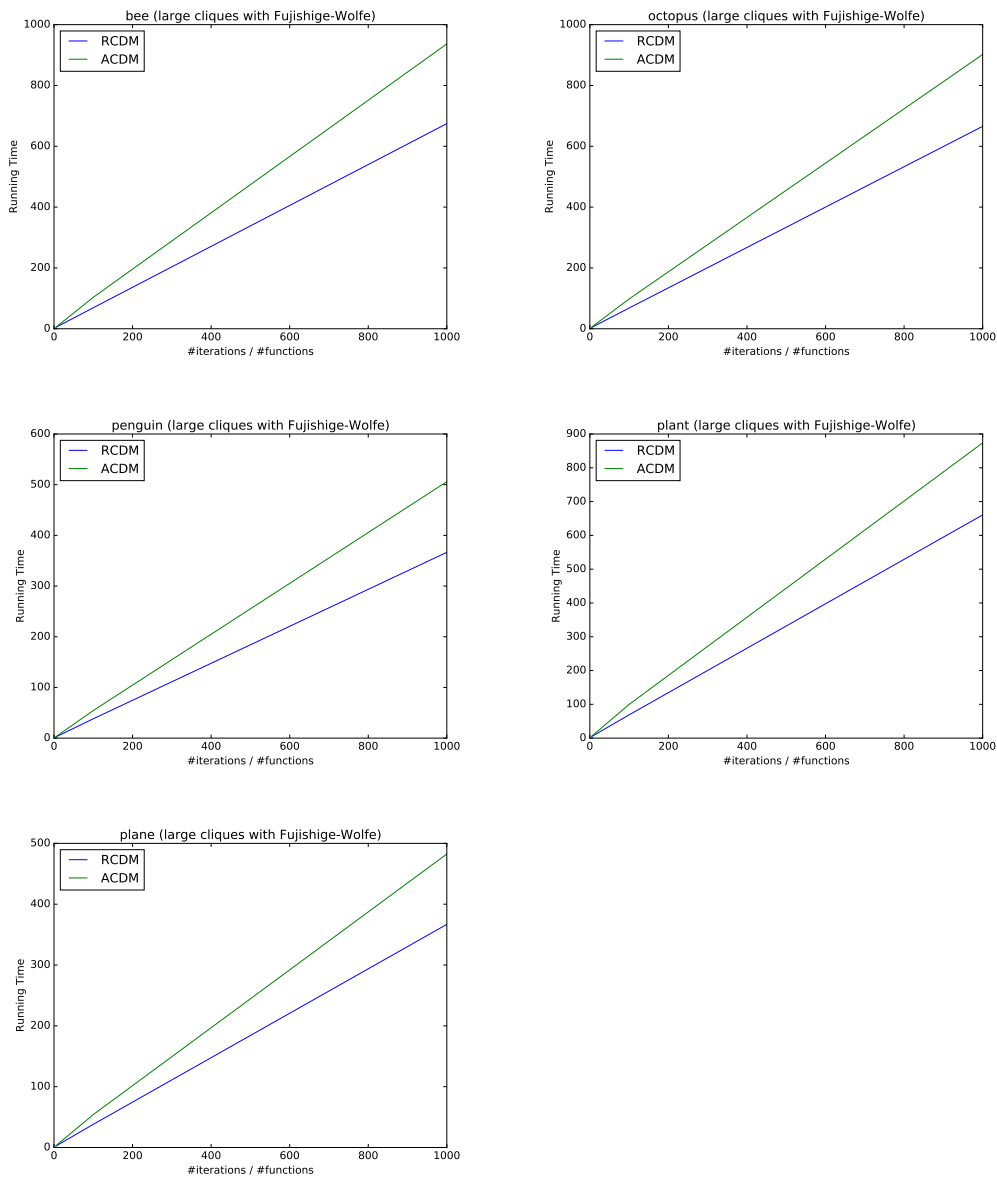 bee (large cliques with Fujishige-Wolfe)
1000
800
600
400
200
0
Running Time
RCDM
ACDM
0 200 400 600 800 1000
#iterations / #functions
octopus (large cliques with Fujishige-Wolfe)
1000
800
600
400
200
0
Running Time
RCDM
ACDM
0 200 400 600 800 1000
#iterations / #functions
penguin (large cliques with Fujishige-Wolfe)
600
500
400
300
200
100
0
Running Time
RCDM
ACDM
0 200 400 600 800 1000
#iterations / #functions
plant (large cliques with Fujishige-Wolfe)
900
800
700
600
500
400
300
200
100
0
Running Time
RCDM
ACDM
0 200 400 600 800 1000
#iterations / #functions
plane (large cliques with Fujishige-Wolfe)
500
400
300
200
100
0
Running Time
RCDM
ACDM
0 200 400 600 800 1000
#iterations / #functions